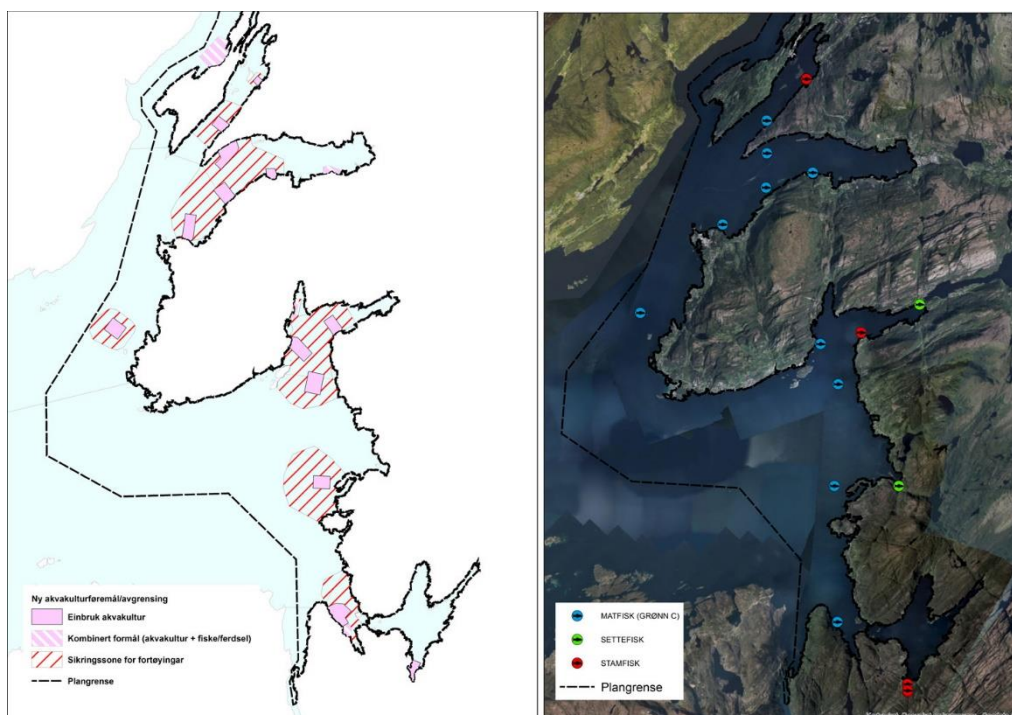 Ny akvakulturføremål/avgrensing
Einbruk akvakultur
Kombinert formål (akvakultur + fiske/ferdsel)
Sikringssone for fortøyingar
Plangrense
MATFISK (GRØNN C)
SETTEFISK
STAMFISK
Plangrense